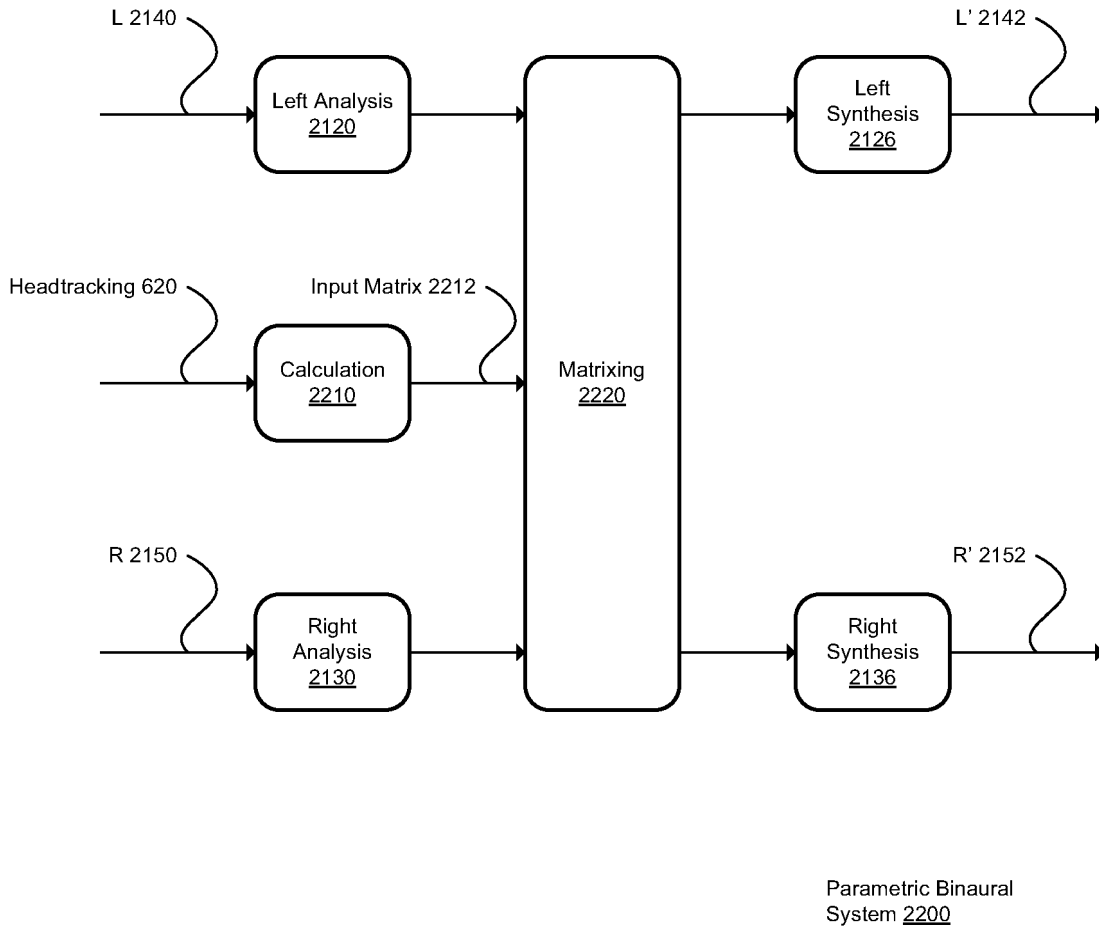 L 2140
L’ 2142
Left Analysis
2120
Left
Synthesis
2126
Headtracking 620
Input Matrix 2212
Calculation
2210
Matrixing
2220
R 2150
R’ 2152
Right
Analysis
2130
Right
Synthesis
2136
Parametric Binaural
System 2200